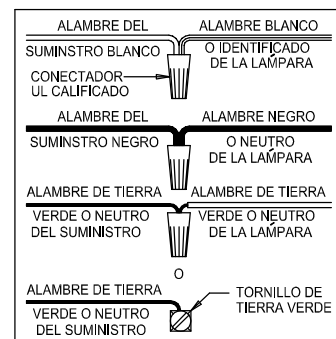 ALAMBRE DEL
SUMINSTRO BLANCO
ALAMBRE BLANCO
O IDENTIFICADO
DE LA LAMPARA
CONECTADOR
UL CALIFICADO
ALAMBRE DEL
SUMINSTRO NEGRO
ALAMBRE NEGRO
O NEUTRO
DE LA LAMPARA
ALAMBRE DE TIERRA
VERDE O NEUTRO
DEL SUMINISTRO
ALAMBRE DE TIERRA
VERDE O NEUTRO
DE LA LAMPARA
O
ALAMBRE DE TIERRA
VERDE O NEUTRO
DEL SUMINISTRO
TORNILLO DE
TIERRA VERDE